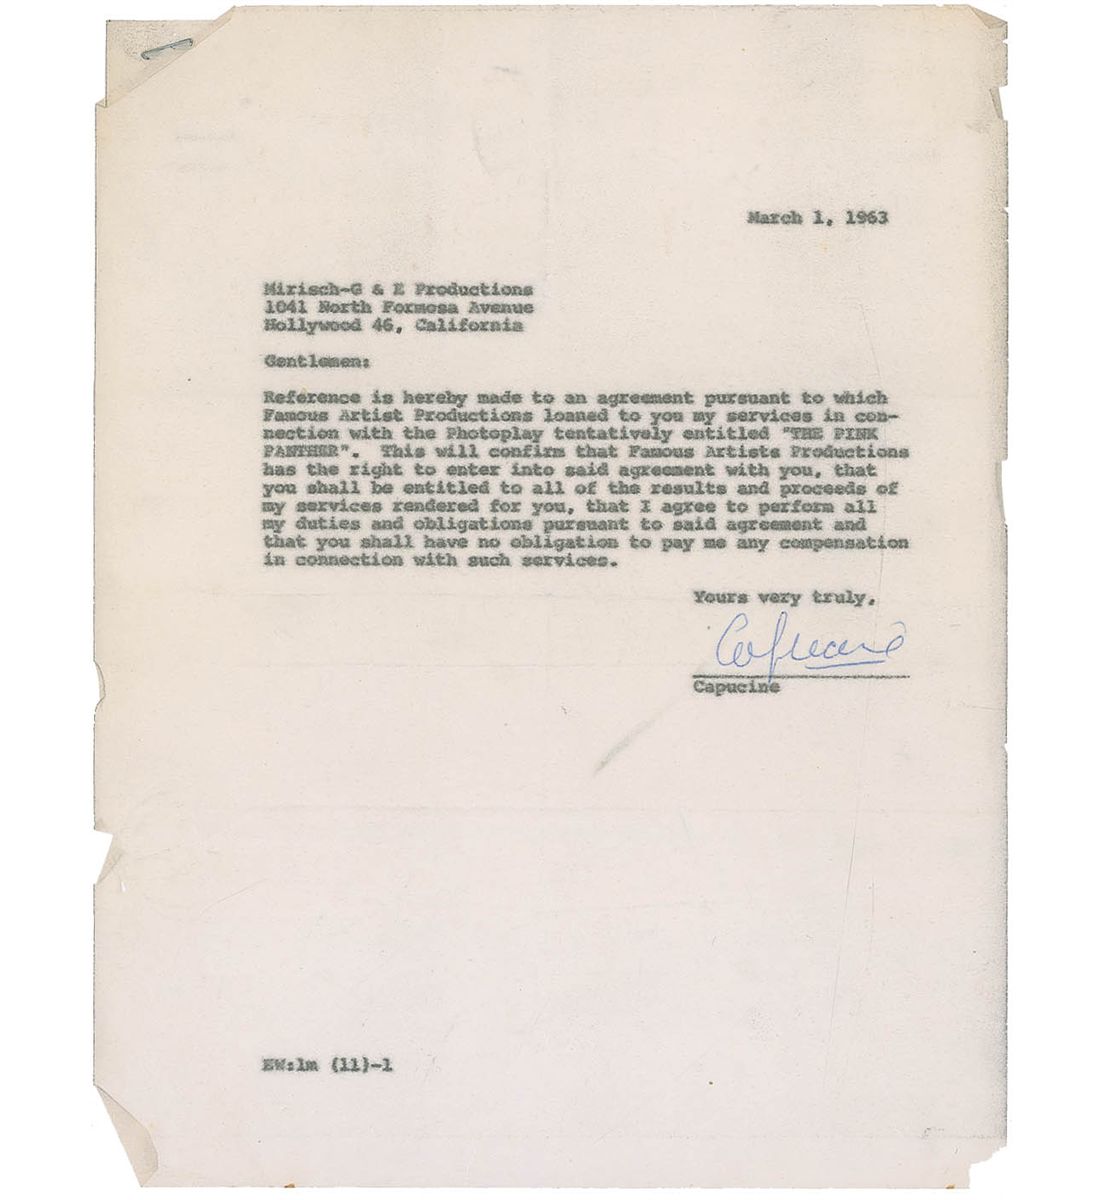 March 1, 1963
Mirisch-G & E Productions
1041 North Formosa Avenue
Hollywood 46, California
Gentlemen:
Reference is hereby made to an agreement pursuant to which
Famous Artist Productions loaned to you my services in con-
nection with the Photoplay tentatively entitled "THE PINK
PANTHER". This will confirm that Famous Artists Productions
has the right to enter into said agreement with you, that
you shall be entitled to all of the results and proceeds of
my services rendered for you, that I agree to perform all
my duties and obligations pursuant to said agreement and
that you shall have no obligation to pay me any compensation
in connection with such services.
Yours very truly,
Capucine
Capucine
EW:lm (11)-1